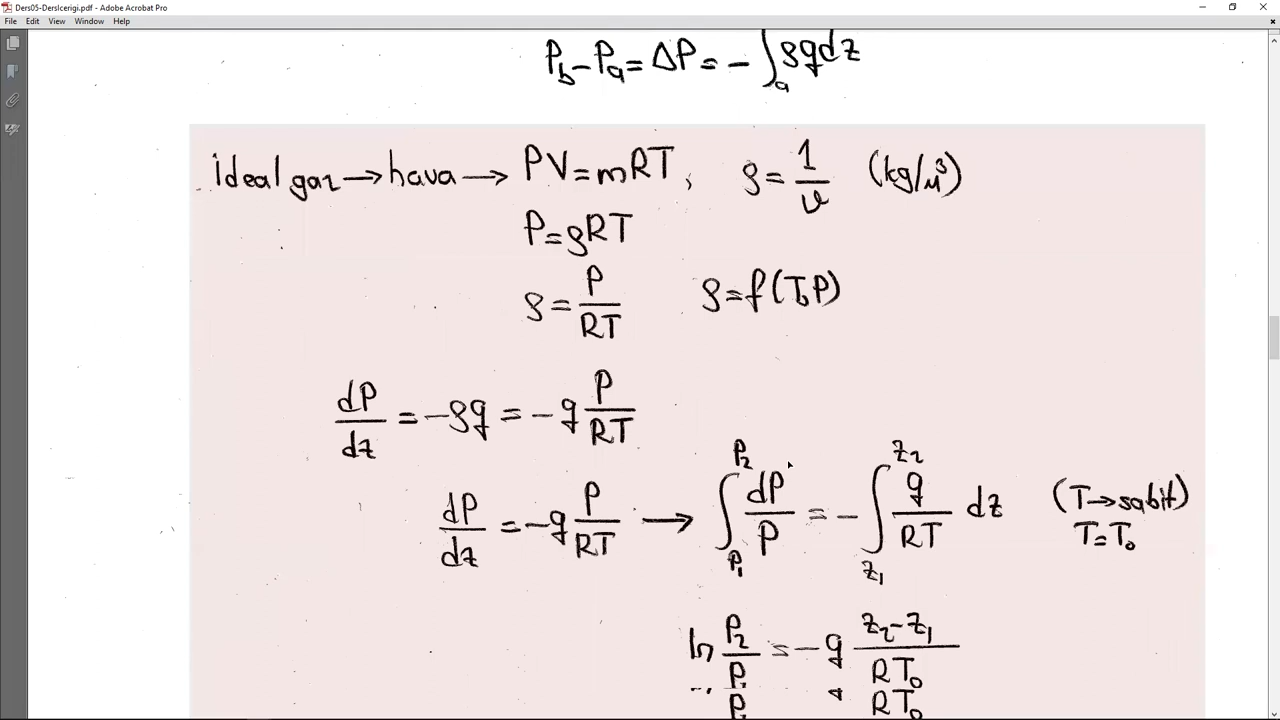 Ders05-DersIcerigi.pdf - Adobe Acrobat Pro
File Edit View Window Help
P_b - P_a = ΔP = - ∫_a ρgdz
ideal gaz → hava → PV = mRT, ρ = 1/v (kg/m³)
P = ρRT
ρ = P/RT ρ = f(T,P)
dP/dz = -ρg = -g P/RT
dP/dz = -g P/RT → ∫_{P₁}^{P₂} dP/P = - ∫_{z₁}^{z₂} g/RT dz (T → sabit)
T = T₀
ln P₂/P₁ = -g (z₂ - z₁)/RT₀
RT₀